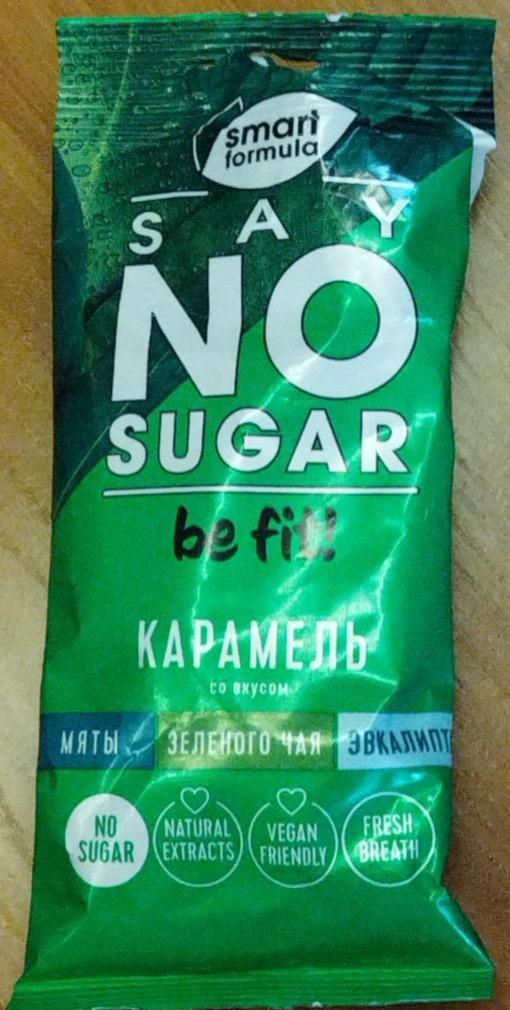 smart
formula
SAY
NO
SUGAR
be fit!
КАРАМЕЛЬ
со вкусом
МЯТЫ ЗЕЛЕНОГО ЧАЯ ЭВКАЛИПТ
NO
SUGAR
NATURAL
EXTRACTS
VEGAN
FRIENDLY
FRESH
BREATH